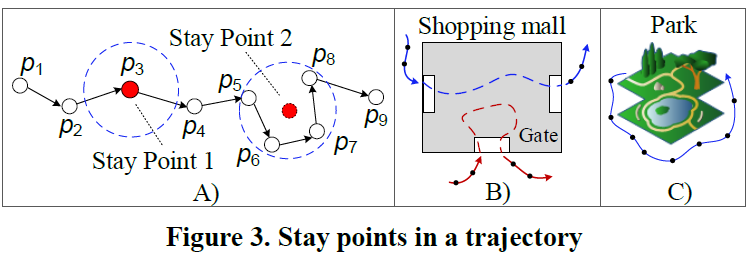 Stay Point 2
p1
p2
p3
p4
p5
p6
p7
p8
p9
Stay Point 1
A)
Shopping mall
Gate
B)
Park
C)
Figure 3. Stay points in a trajectory